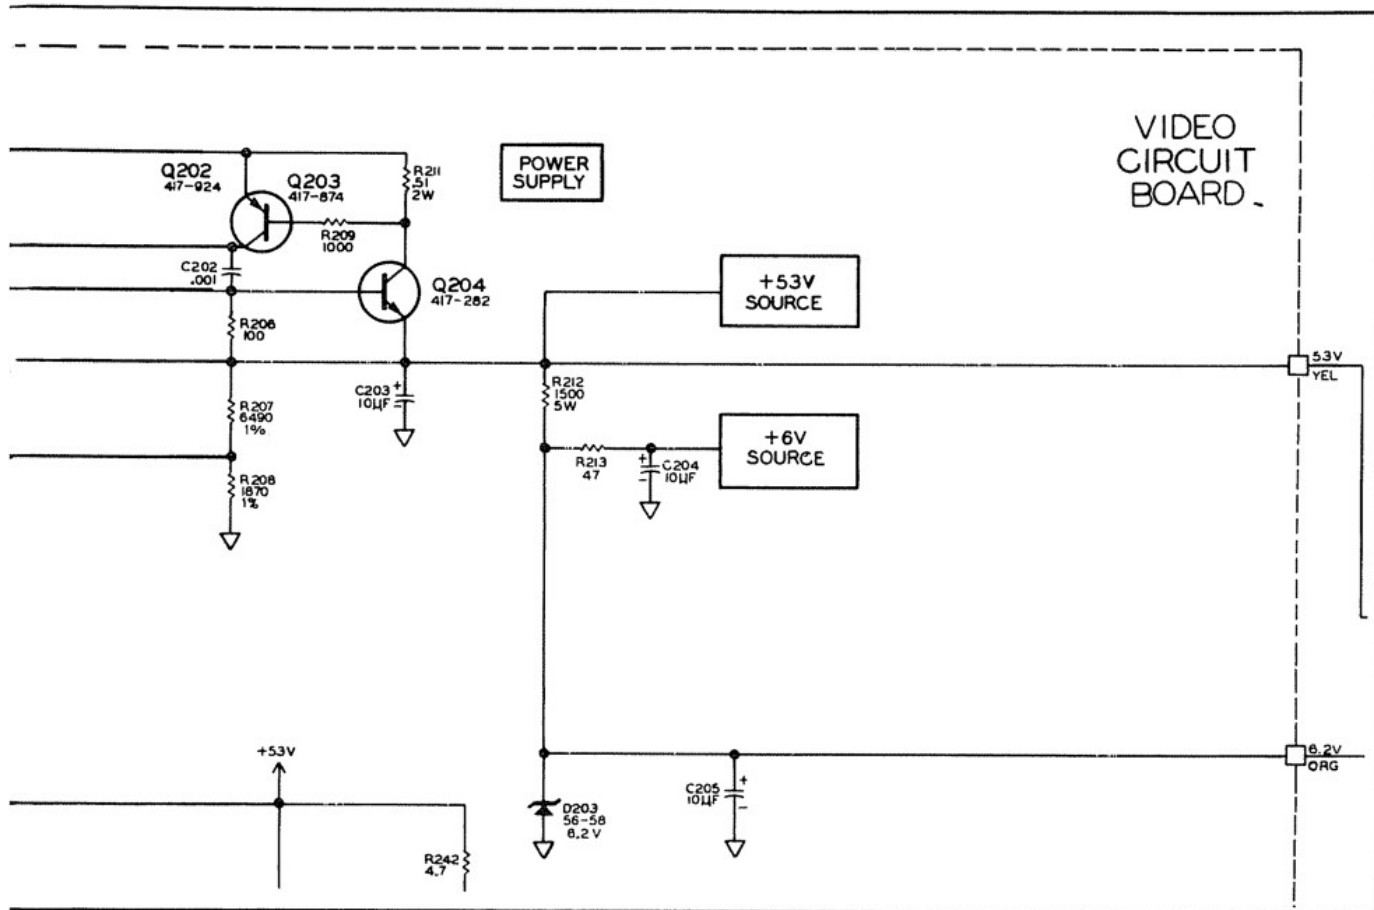 VIDEO
CIRCUIT
BOARD
POWER
SUPPLY
Q202
417-924
Q203
417-874
R211
.51
2W
R209
1000
C202
.001
Q204
417-282
+53V
SOURCE
R206
100
53V
YEL
C203
+
10µF
-
R212
1500
5W
R207
6490
1%
+6V
SOURCE
R213
47
+
C204
10µF
-
R208
1870
1%
+53V
6.2V
ORG
C205
+
10µF
-
D203
56-58
6.2V
R242
4.7